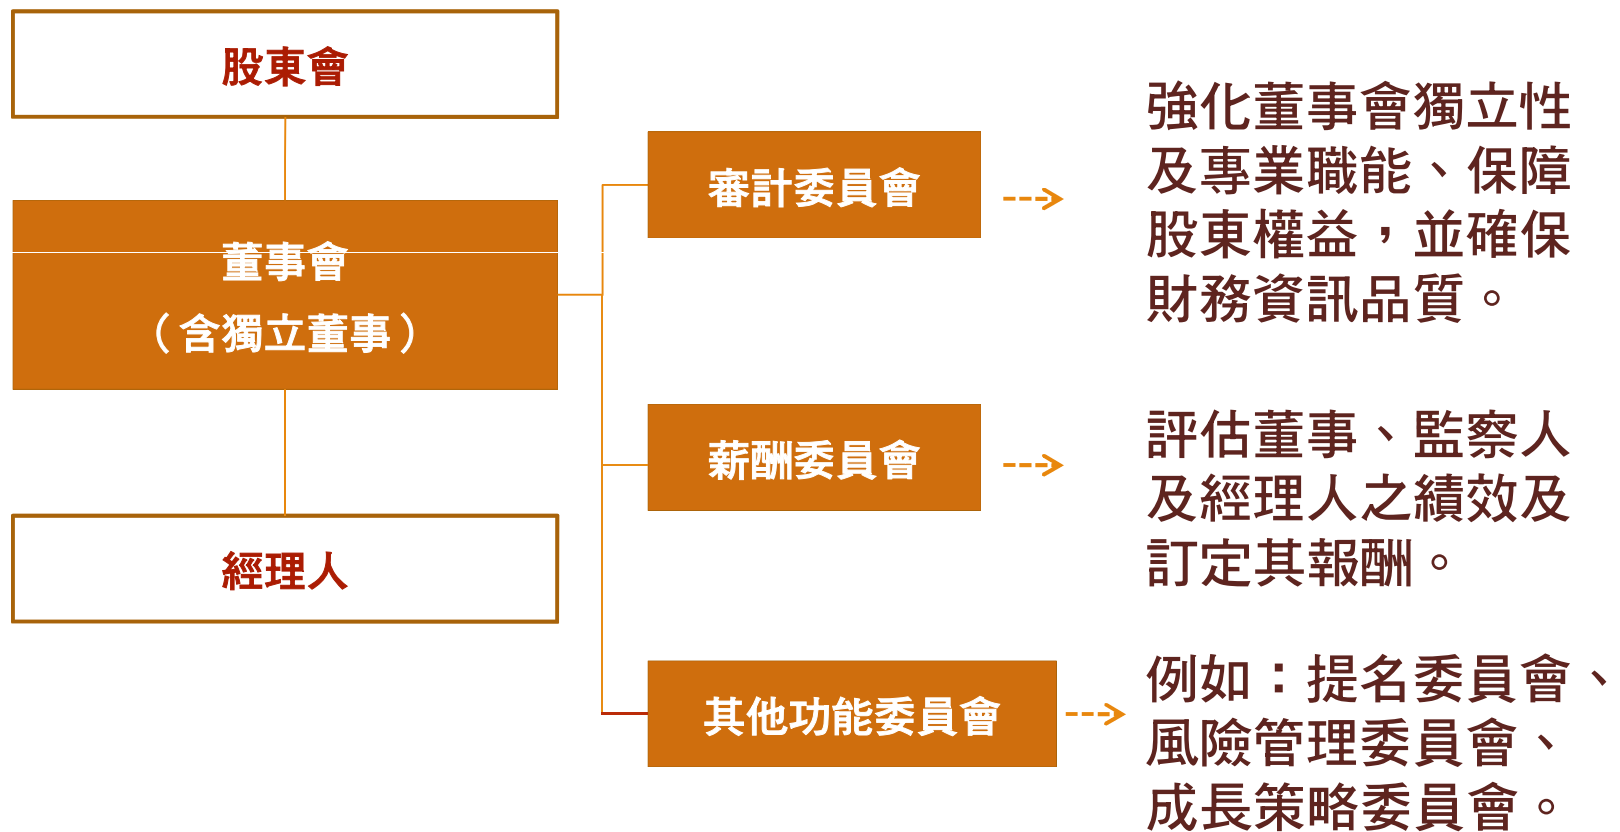 股東會
董事會
（含獨立董事）
經理人
審計委員會
強化董事會獨立性
及專業職能、保障
股東權益，並確保
財務資訊品質。
薪酬委員會
評估董事、監察人
及經理人之績效及
訂定其報酬。
其他功能委員會
例如：提名委員會、
風險管理委員會、
成長策略委員會。